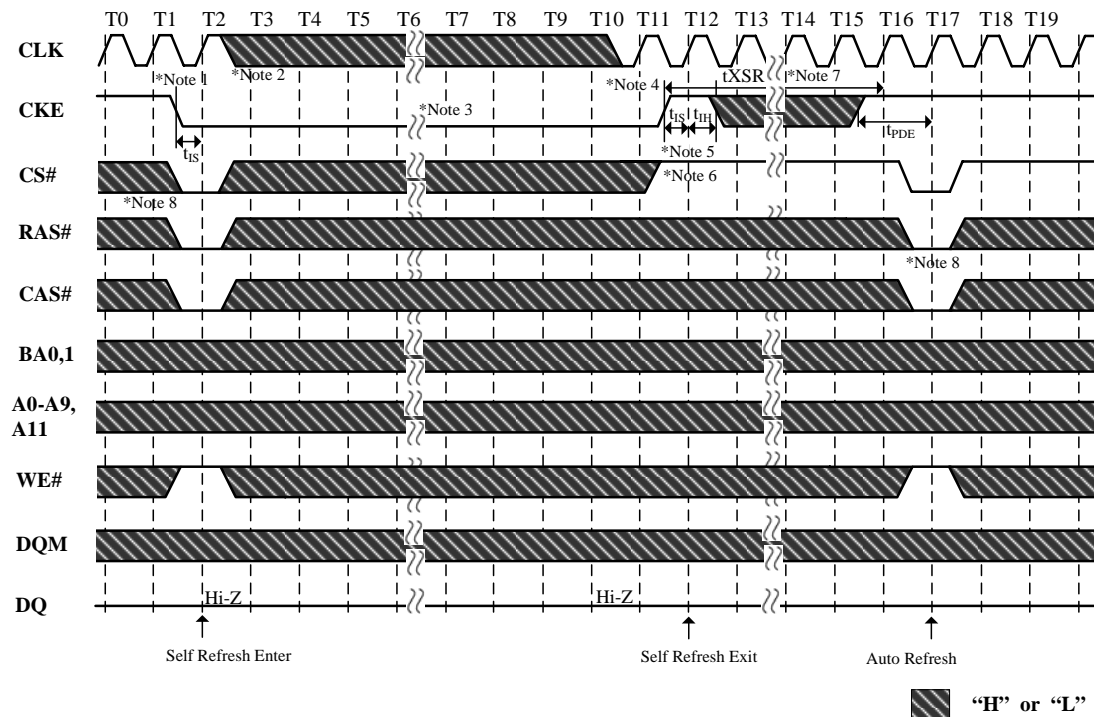 T0 T1 T2 T3 T4 T5 T6 T7 T8 T9 T10 T11 T12 T13 T14 T15 T16 T17 T18 T19
CLK
*Note 1 *Note 2 *Note 4 tXSR *Note 7
CKE
*Note 3
tIS tIS tIH tPDE
*Note 5
CS#
*Note 6
*Note 8
RAS#
*Note 8
CAS#
BA0,1
A0-A9,
A11
WE#
DQM
Hi-Z Hi-Z
DQ
Self Refresh Enter Self Refresh Exit Auto Refresh
“H” or “L”